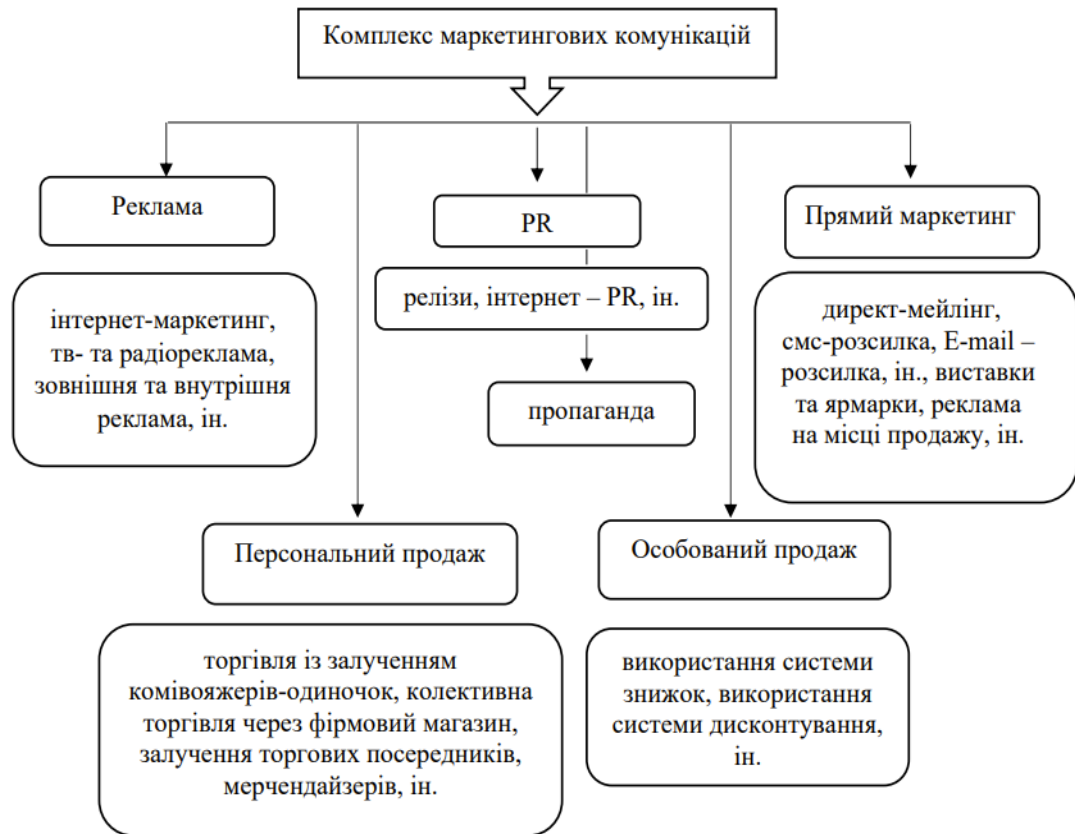 Комплекс маркетингових комунікацій
Реклама
PR
Прямий маркетинг
інтернет-маркетинг,
тв- та радіореклама,
зовнішня та внутрішня
реклама, ін.
релізи, інтернет – PR, ін.
пропаганда
директ-мейлінг,
смс-розсилка, E-mail –
розсилка, ін., виставки
та ярмарки, реклама
на місці продажу, ін.
Персональний продаж
Особований продаж
торгівля із залученням
комівояжерів-одиночок, колективна
торгівля через фірмовий магазин,
залучення торгових посередників,
мерчендайзерів, ін.
використання системи
знижок, використання
системи дисконтування,
ін.